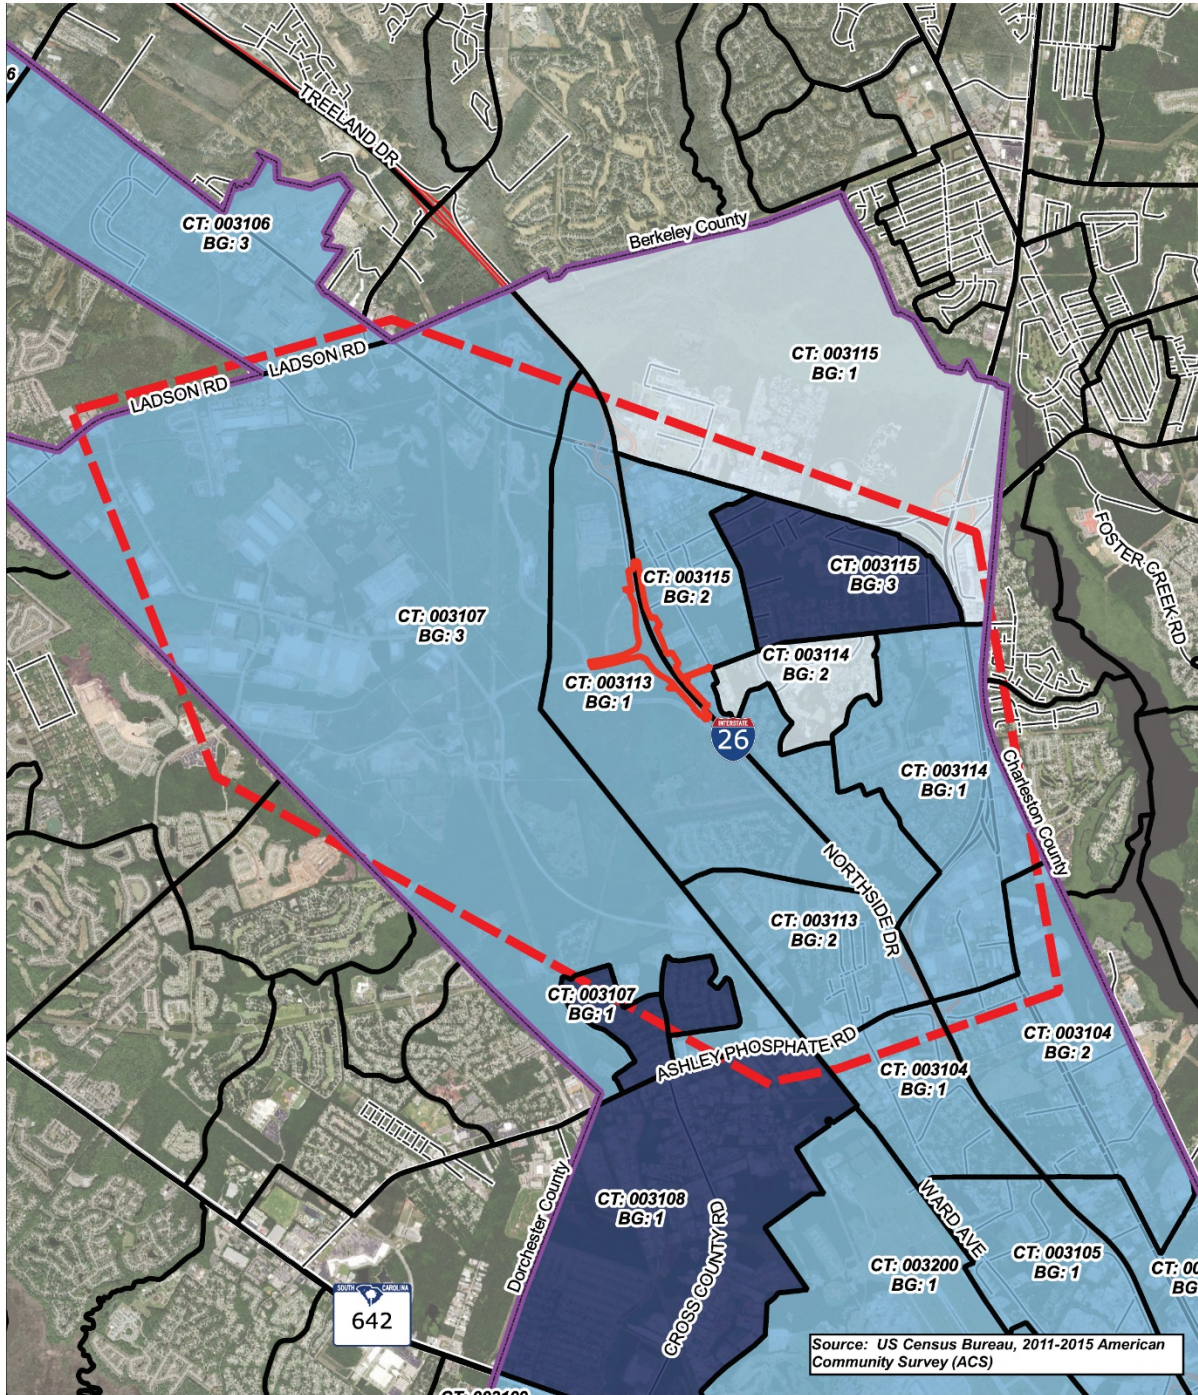 6
TREELAND DR
CT: 003106
BG: 3
Berkeley County
LADSON RD
LADSON RD
CT: 003115
BG: 1
FOSTER CREEK RD
CT: 003115
BG: 2
CT: 003115
BG: 3
CT: 003107
BG: 3
CT: 003114
BG: 2
CT: 003113
BG: 1
INTERSTATE
26
CT: 003114
BG: 1
Charleston County
NORTHSIDE DR
CT: 003113
BG: 2
CT: 003107
BG: 1
ASHLEY PHOSPHATE RD
CT: 003104
BG: 2
CT: 003104
BG: 1
Dorchester County
CT: 003108
BG: 1
CROSS COUNTY RD
WARD AVE
CT: 003200
BG: 1
CT: 003105
BG: 1
CT: 00
BG
SOUTH CAROLINA
642
Source: US Census Bureau, 2011-2015 American
Community Survey (ACS)